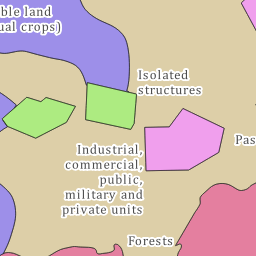 ble land
ual crops)
Isolated
structures
Industrial,
commercial,
public,
military and
private units
Pas
Forests